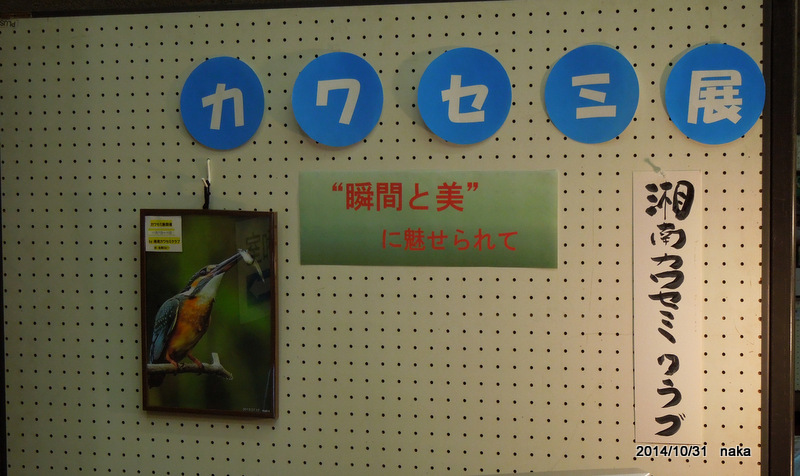 カワセミ展
“瞬間と美”
に魅せられて
湘南カワセミクラブ
2014/10/31 naka